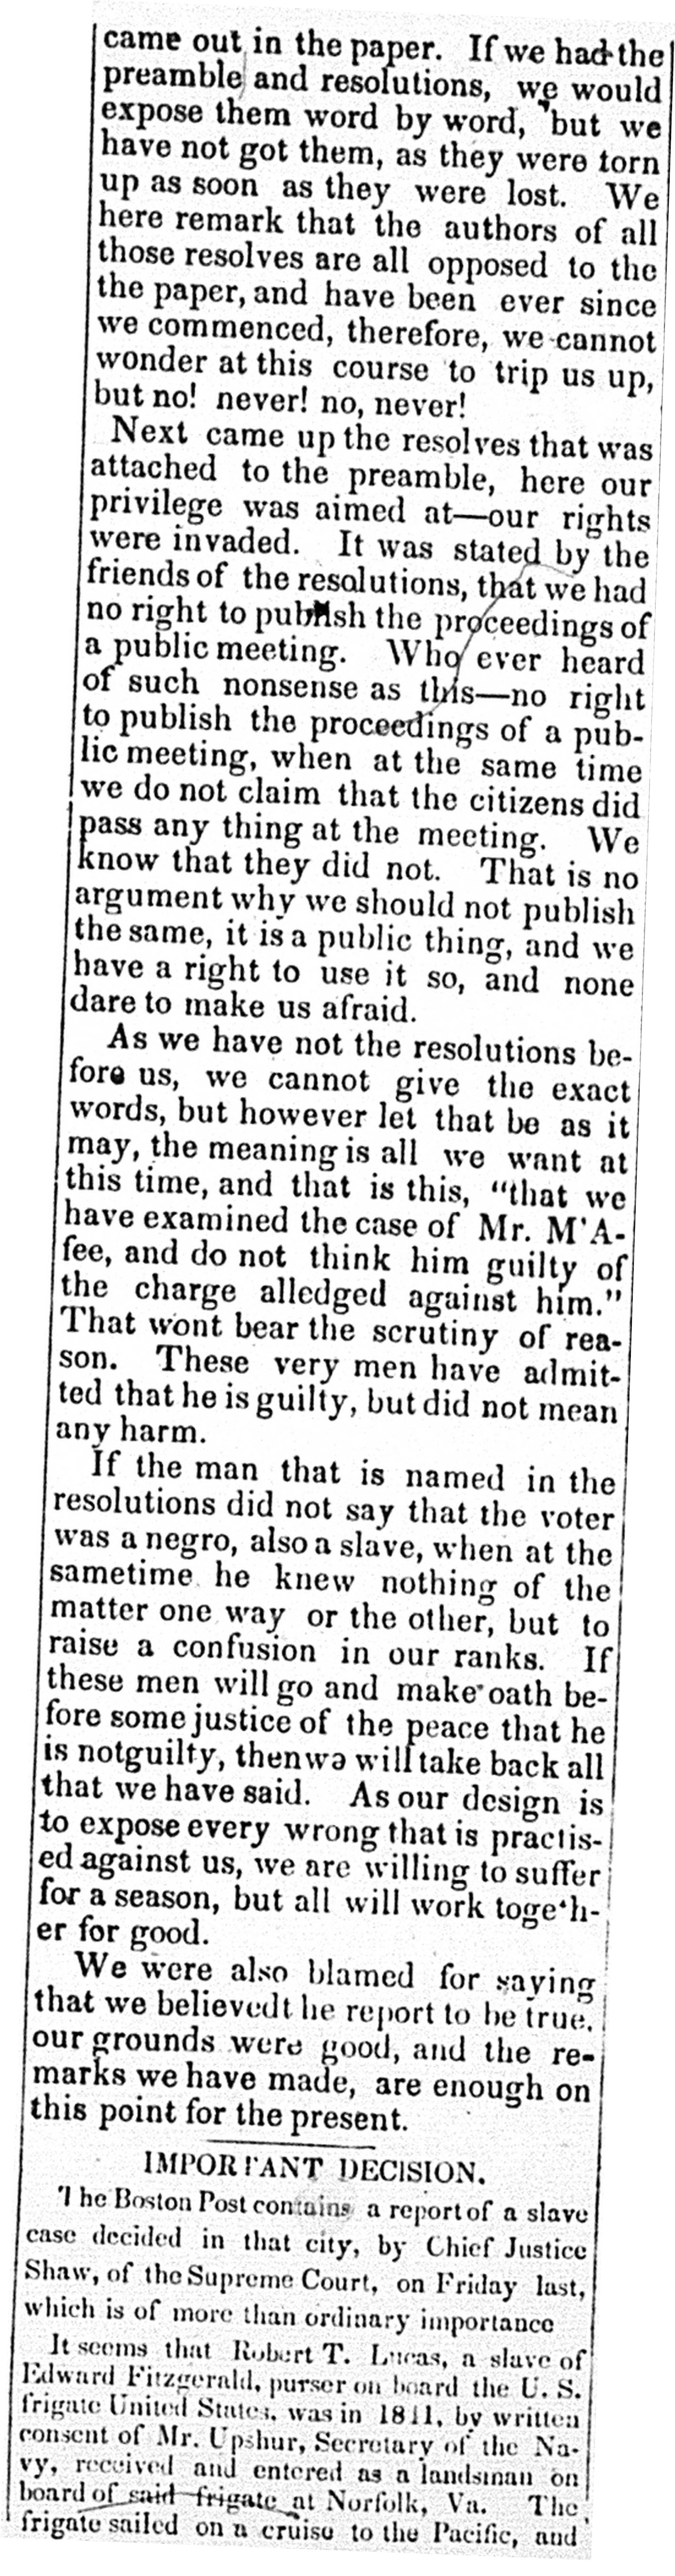 came out in the paper. If we had the
preamble and resolutions, we would
expose them word by word, but we
have not got them, as they were torn
up as soon as they were lost. We
here remark that the authors of all
those resolves are all opposed to the
the paper, and have been ever since
we commenced, therefore, we cannot
wonder at this course to trip us up,
but no! never! no, never!
Next came up the resolves that was
attached to the preamble, here our
privilege was aimed at—our rights
were invaded. It was stated by the
friends of the resolutions, that we had
no right to publish the proceedings of
a public meeting. Who ever heard
of such nonsense as this—no right
to publish the proceedings of a pub-
lic meeting, when at the same time
we do not claim that the citizens did
pass any thing at the meeting. We
know that they did not. That is no
argument why we should not publish
the same, it is a public thing, and we
have a right to use it so, and none
dare to make us afraid.
As we have not the resolutions be-
fore us, we cannot give the exact
words, but however let that be as it
may, the meaning is all we want at
this time, and that is this, "that we
have examined the case of Mr. M'A-
fee, and do not think him guilty of
the charge alledged against him."
That wont bear the scrutiny of rea-
son. These very men have admit-
ted that he is guilty, but did not mean
any harm.
If the man that is named in the
resolutions did not say that the voter
was a negro, also a slave, when at the
sametime he knew nothing of the
matter one way or the other, but to
raise a confusion in our ranks. If
these men will go and make oath be-
fore some justice of the peace that he
is notguilty, thenwe will take back all
that we have said. As our design is
to expose every wrong that is practis-
ed against us, we are willing to suffer
for a season, but all will work togeth-
er for good.
We were also blamed for saying
that we believedt he report to be true.
our grounds were good, and the re-
marks we have made, are enough on
this point for the present.
IMPORTANT DECISION.
The Boston Post contains a report of a slave
case decided in that city, by Chief Justice
Shaw, of the Supreme Court, on Friday last,
which is of more than ordinary importance
It seems that Robert T. Lucas, a slave of
Edward Fitzgerald, purser on board the U. S.
frigate United States, was in 1841, by written
consent of Mr. Upshur, Secretary of the Na-
vy, received and entered as a landsman on
board of said frigate at Norfolk, Va. The
frigate sailed on a cruise to the Pacific, and